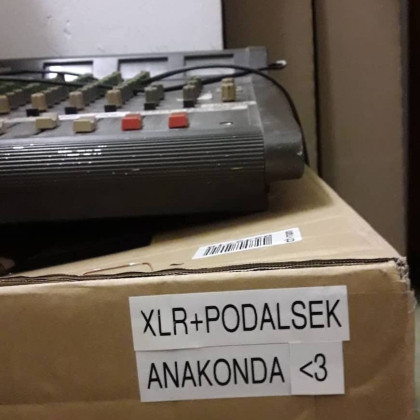 XLR+PODALSEK
ANAKONDA <3